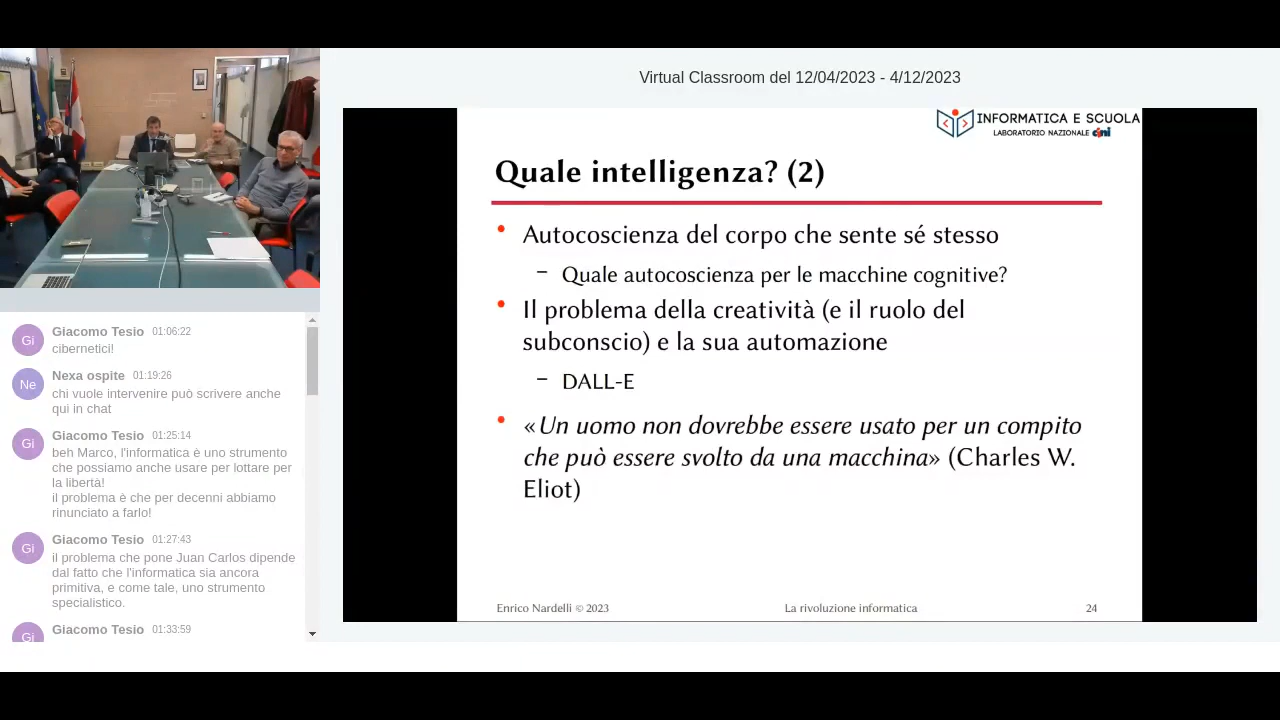 Virtual Classroom del 12/04/2023 - 4/12/2023
INFORMATICA E SCUOLA
LABORATORIO NAZIONALE cini
Quale intelligenza? (2)
• Autocoscienza del corpo che sente sé stesso
– Quale autocoscienza per le macchine cognitive?
• Il problema della creatività (e il ruolo del
subconscio) e la sua automazione
– DALL-E
• «Un uomo non dovrebbe essere usato per un compito
che può essere svolto da una macchina» (Charles W.
Eliot)
Enrico Nardelli © 2023
La rivoluzione informatica
24
Gi
Giacomo Tesio 01:06:22
cibernetici!
Ne
Nexa ospite 01:19:26
chi vuole intervenire può scrivere anche
qui in chat
Gi
Giacomo Tesio 01:25:14
beh Marco, l'informatica è uno strumento
che possiamo anche usare per lottare per
la libertá!
il problema è che per decenni abbiamo
rinunciato a farlo!
Gi
Giacomo Tesio 01:27:43
il problema che pone Juan Carlos dipende
dal fatto che l'informatica sia ancora
primitiva, e come tale, uno strumento
specialistico.
Gi
Giacomo Tesio 01:33:59